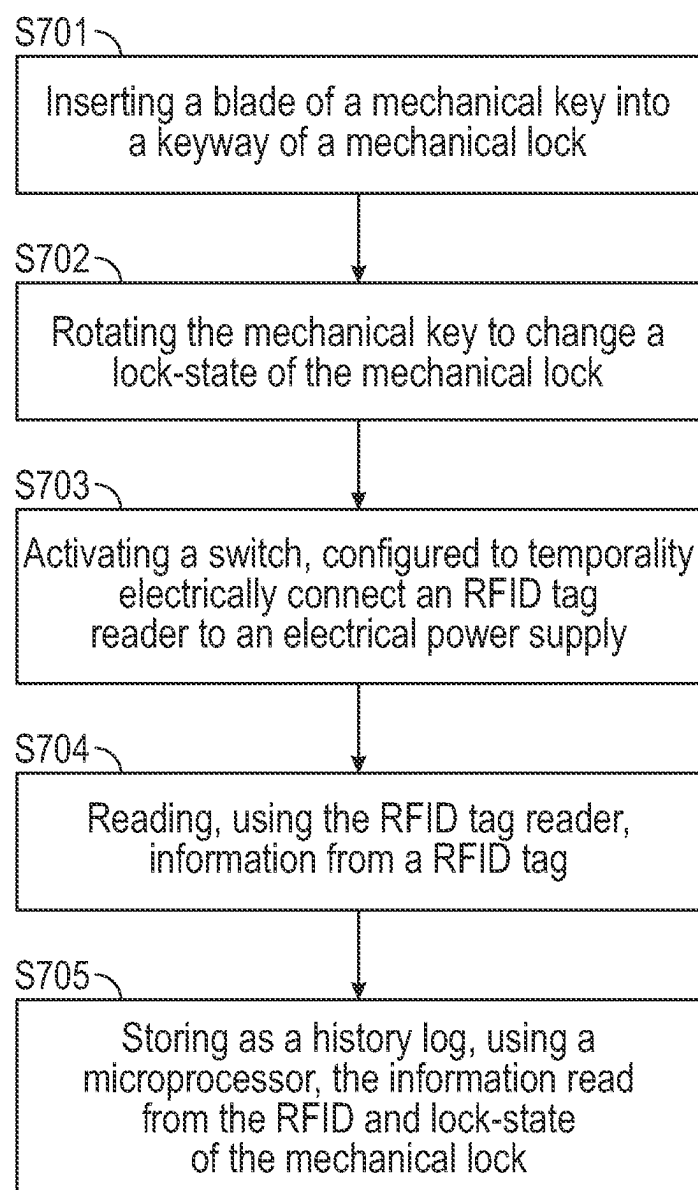 S701
Inserting a blade of a mechanical key into
a keyway of a mechanical lock
S702
Rotating the mechanical key to change a
lock-state of the mechanical lock
S703
Activating a switch, configured to temporality
electrically connect an RFID tag
reader to an electrical power supply
S704
Reading, using the RFID tag reader,
information from a RFID tag
S705
Storing as a history log, using a
microprocessor, the information read
from the RFID and lock-state
of the mechanical lock